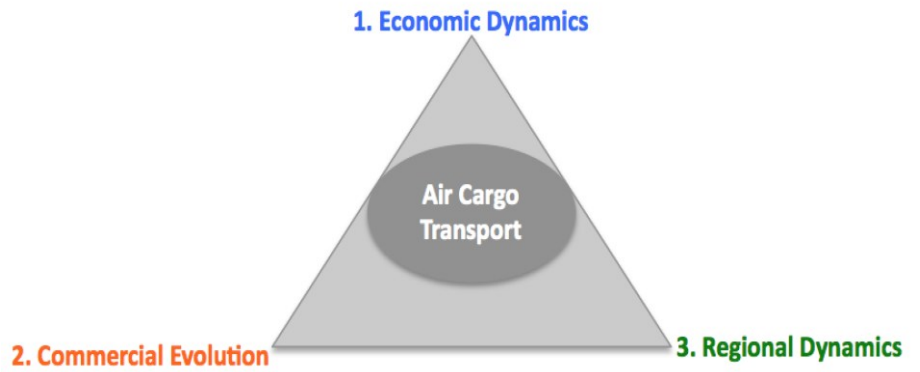 1. Economic Dynamics
Air Cargo
Transport
2. Commercial Evolution
3. Regional Dynamics